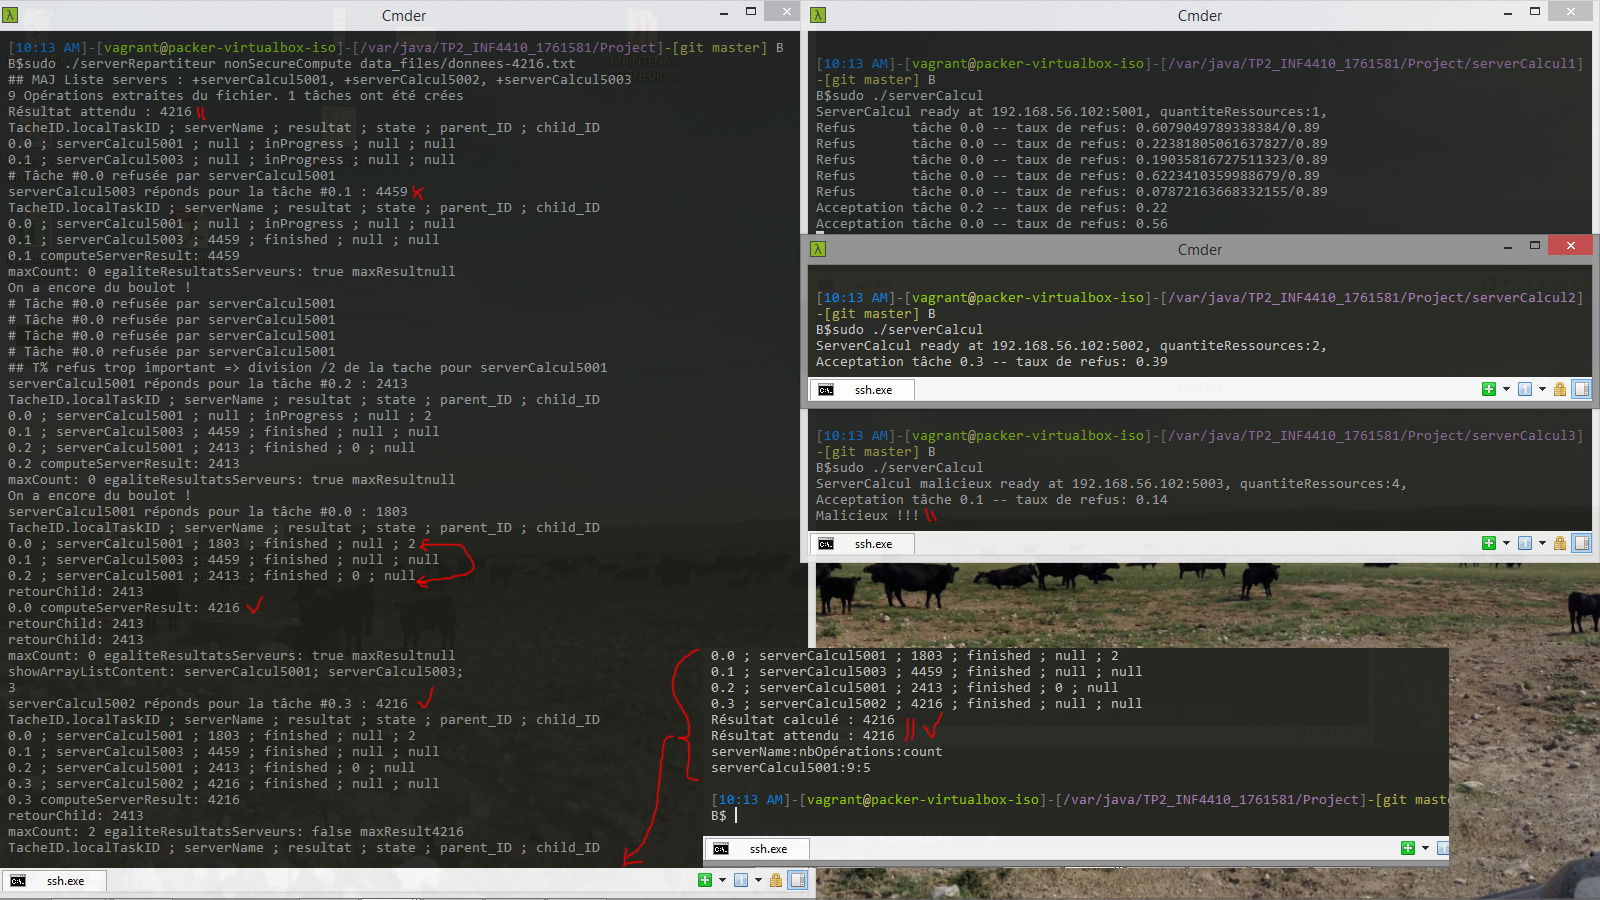 Cmder
[10:13 AM]-[vagrant@packer-virtualbox-iso]-[/var/java/TP2_INF4410_1761581/Project]-[git master] B
B$sudo ./serverRepartiteur nonSecureCompute data_files/donnees-4216.txt
## MAJ Liste servers : +serverCalcul5001, +serverCalcul5002, +serverCalcul5003
9 Opérations extraites du fichier. 1 tâches ont été crées
Résultat attendu : 4216
TacheID.localTaskID ; serverName ; resultat ; state ; parent_ID ; child_ID
0.0 ; serverCalcul5001 ; null ; inProgress ; null ; null
0.1 ; serverCalcul5003 ; null ; inProgress ; null ; null
# Tâche #0.0 refusée par serverCalcul5001
serverCalcul5003 réponds pour la tâche #0.1 : 4459
TacheID.localTaskID ; serverName ; resultat ; state ; parent_ID ; child_ID
0.0 ; serverCalcul5001 ; null ; inProgress ; null ; null
0.1 ; serverCalcul5003 ; 4459 ; finished ; null ; null
0.1 computeServerResult: 4459
maxCount: 0 egaliteResultatsServeurs: true maxResultnull
On a encore du boulot !
# Tâche #0.0 refusée par serverCalcul5001
# Tâche #0.0 refusée par serverCalcul5001
# Tâche #0.0 refusée par serverCalcul5001
# Tâche #0.0 refusée par serverCalcul5001
## T% refus trop important => division /2 de la tache pour serverCalcul5001
serverCalcul5001 réponds pour la tâche #0.2 : 2413
TacheID.localTaskID ; serverName ; resultat ; state ; parent_ID ; child_ID
0.0 ; serverCalcul5001 ; null ; inProgress ; null ; 2
0.1 ; serverCalcul5003 ; 4459 ; finished ; null ; null
0.2 ; serverCalcul5001 ; 2413 ; finished ; 0 ; null
0.2 computeServerResult: 2413
maxCount: 0 egaliteResultatsServeurs: true maxResultnull
On a encore du boulot !
serverCalcul5001 réponds pour la tâche #0.0 : 1803
TacheID.localTaskID ; serverName ; resultat ; state ; parent_ID ; child_ID
0.0 ; serverCalcul5001 ; 1803 ; finished ; null ; 2
0.1 ; serverCalcul5003 ; 4459 ; finished ; null ; null
0.2 ; serverCalcul5001 ; 2413 ; finished ; 0 ; null
retourChild: 2413
0.0 computeServerResult: 4216
retourChild: 2413
retourChild: 2413
maxCount: 0 egaliteResultatsServeurs: true maxResultnull
showArrayListContent: serverCalcul5001; serverCalcul5003;
3
serverCalcul5002 réponds pour la tâche #0.3 : 4216
TacheID.localTaskID ; serverName ; resultat ; state ; parent_ID ; child_ID
0.0 ; serverCalcul5001 ; 1803 ; finished ; null ; 2
0.1 ; serverCalcul5003 ; 4459 ; finished ; null ; null
0.2 ; serverCalcul5001 ; 2413 ; finished ; 0 ; null
0.3 ; serverCalcul5002 ; 4216 ; finished ; null ; null
0.3 computeServerResult: 4216
retourChild: 2413
maxCount: 2 egaliteResultatsServeurs: false maxResult4216
TacheID.localTaskID ; serverName ; resultat ; state ; parent_ID ; child_ID
ssh.exe
Cmder
[10:13 AM]-[vagrant@packer-virtualbox-iso]-[/var/java/TP2_INF4410_1761581/Project/serverCalcul1]
-[git master] B
B$sudo ./serverCalcul
ServerCalcul ready at 192.168.56.102:5001, quantiteRessources:1,
Refus tâche 0.0 -- taux de refus: 0.6079049789338384/0.89
Refus tâche 0.0 -- taux de refus: 0.22381805061637827/0.89
Refus tâche 0.0 -- taux de refus: 0.19035816727511323/0.89
Refus tâche 0.0 -- taux de refus: 0.6223410359988679/0.89
Refus tâche 0.0 -- taux de refus: 0.07872163668332155/0.89
Acceptation tâche 0.2 -- taux de refus: 0.22
Acceptation tâche 0.0 -- taux de refus: 0.56
Cmder
[10:13 AM]-[vagrant@packer-virtualbox-iso]-[/var/java/TP2_INF4410_1761581/Project/serverCalcul2]
-[git master] B
B$sudo ./serverCalcul
ServerCalcul ready at 192.168.56.102:5002, quantiteRessources:2,
Acceptation tâche 0.3 -- taux de refus: 0.39
ssh.exe
[10:13 AM]-[vagrant@packer-virtualbox-iso]-[/var/java/TP2_INF4410_1761581/Project/serverCalcul3]
-[git master] B
B$sudo ./serverCalcul
ServerCalcul malicieux ready at 192.168.56.102:5003, quantiteRessources:4,
Acceptation tâche 0.1 -- taux de refus: 0.14
Malicieux !!!
ssh.exe
0.0 ; serverCalcul5001 ; 1803 ; finished ; null ; 2
0.1 ; serverCalcul5003 ; 4459 ; finished ; null ; null
0.2 ; serverCalcul5001 ; 2413 ; finished ; 0 ; null
0.3 ; serverCalcul5002 ; 4216 ; finished ; null ; null
Résultat calculé : 4216
Résultat attendu : 4216
serverName:nbOpérations:count
serverCalcul5001:9:5
[10:13 AM]-[vagrant@packer-virtualbox-iso]-[/var/java/TP2_INF4410_1761581/Project]-[git mast
B$
ssh.exe